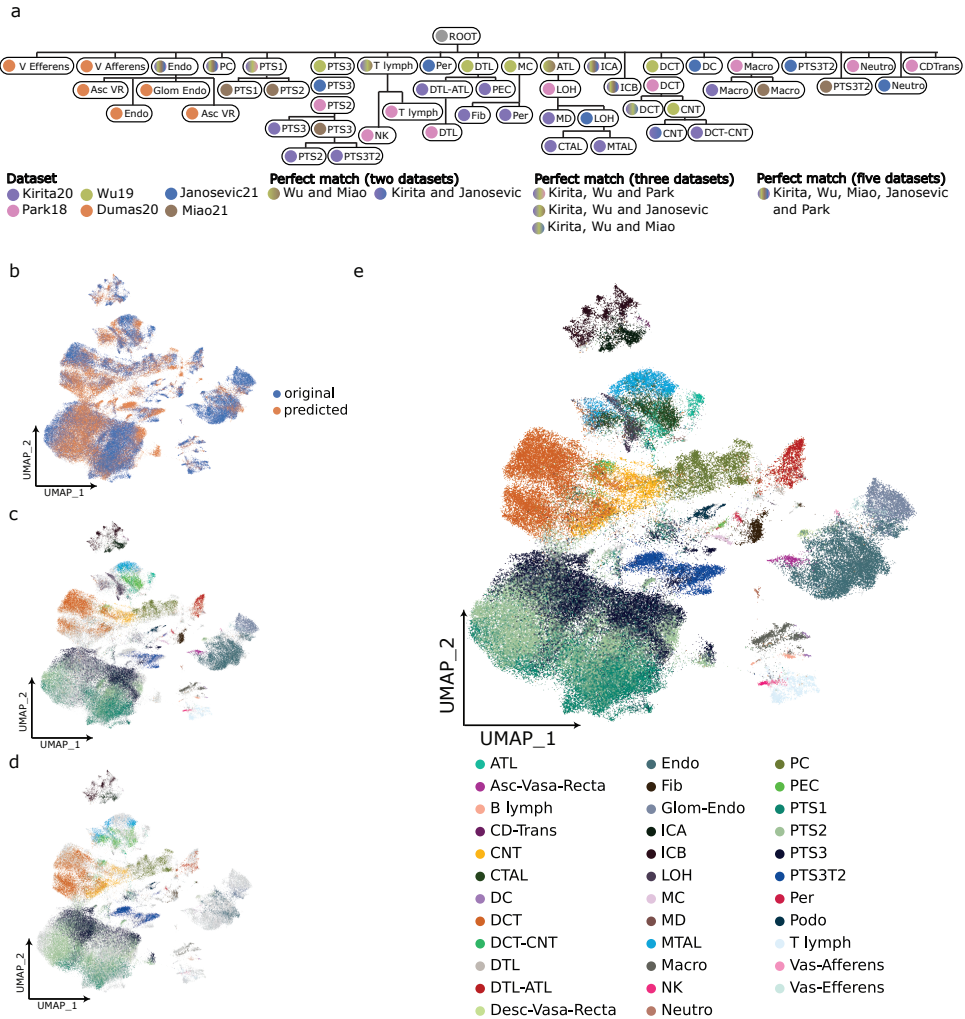 a
ROOT
V Efferens
V Afferens
Endo
PC
PTS1
PTS3
T lymph
Per
DTL
MC
ATL
ICA
DCT
DC
Macro
PTS3T2
Neutro
CDTrans
Asc VR
Glom Endo
PTS1
PTS2
PTS3
DTL-ATL
PEC
LOH
ICB
DCT
Macro
Macro
PTS3T2
Neutro
Endo
Asc VR
PTS2
T lymph
Fib
Per
MD
LOH
DCT
CNT
PTS3
PTS3
NK
DTL
CTAL
MTAL
CNT
DCT-CNT
PTS2
PTS3T2
Dataset
Kirita20
Wu19
Janosevic21
Park18
Dumas20
Miao21
Perfect match (two datasets)
Wu and Miao
Kirita and Janosevic
Perfect match (three datasets)
Kirita, Wu and Park
Kirita, Wu and Janosevic
Kirita, Wu and Miao
Perfect match (five datasets)
Kirita, Wu, Miao, Janosevic
and Park
b
original
predicted
UMAP_2
UMAP_1
c
UMAP_2
UMAP_1
d
UMAP_2
UMAP_1
e
UMAP_2
UMAP_1
ATL
Asc-Vasa-Recta
B lymph
CD-Trans
CNT
CTAL
DC
DCT
DCT-CNT
DTL
DTL-ATL
Desc-Vasa-Recta
Endo
Fib
Glom-Endo
ICA
ICB
LOH
MC
MD
MTAL
Macro
NK
Neutro
PC
PEC
PTS1
PTS2
PTS3
PTS3T2
Per
Podo
T lymph
Vas-Afferens
Vas-Efferens